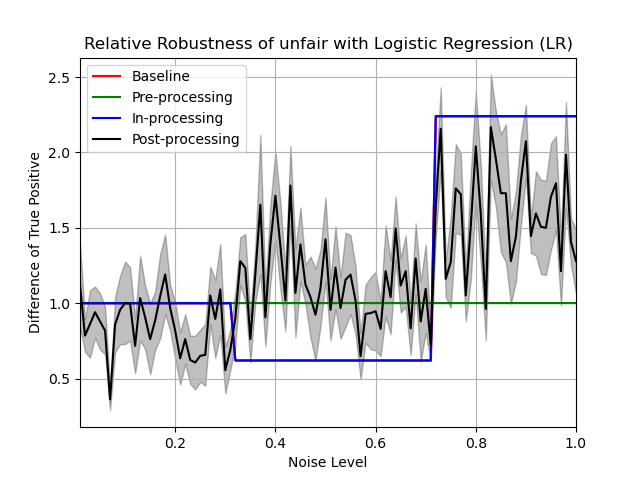 Relative Robustness of unfair with Logistic Regression (LR)
Baseline
Pre-processing
In-processing
Post-processing
Difference of True Positive
2.5
2.0
1.5
1.0
0.5
0.2 0.4 0.6 0.8 1.0
Noise Level